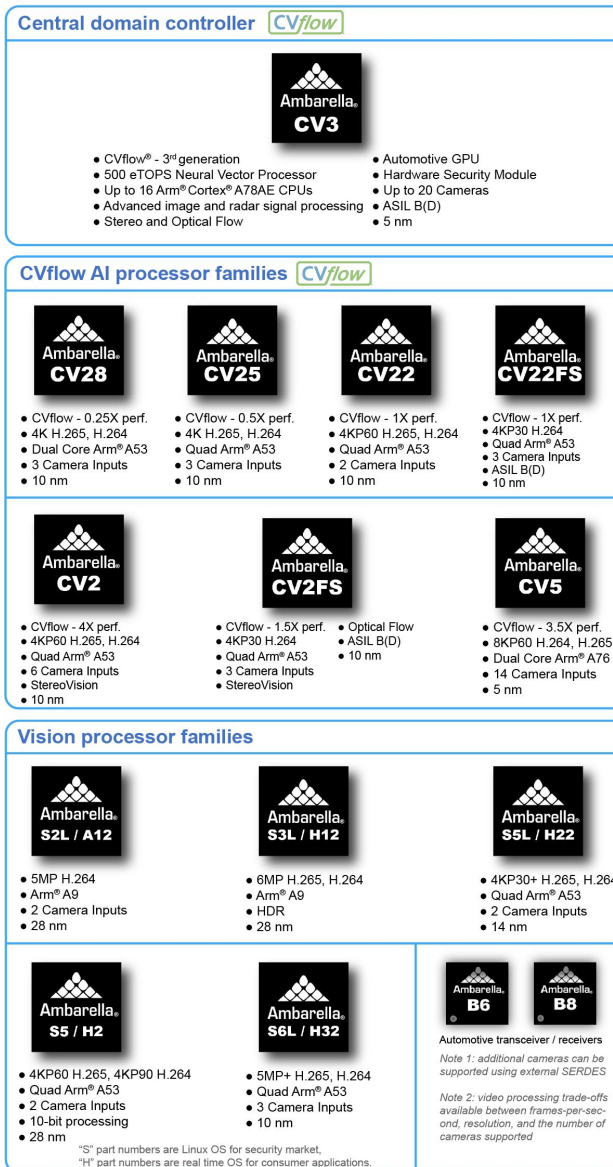 Central domain controller CVflow
Ambarella®
CV3
● CVflow® - 3rd generation
● 500 eTOPS Neural Vector Processor
● Up to 16 Arm® Cortex® A78AE CPUs
● Advanced image and radar signal processing
● Stereo and Optical Flow
● Automotive GPU
● Hardware Security Module
● Up to 20 Cameras
● ASIL B(D)
● 5 nm
CVflow AI processor families CVflow
Ambarella®
CV28
● CVflow - 0.25X perf.
● 4K H.265, H.264
● Dual Core Arm® A53
● 3 Camera Inputs
● 10 nm
Ambarella®
CV25
● CVflow - 0.5X perf.
● 4K H.265, H.264
● Quad Arm® A53
● 3 Camera Inputs
● 10 nm
Ambarella®
CV22
● CVflow - 1X perf.
● 4KP60 H.265, H.264
● Quad Arm® A53
● 2 Camera Inputs
● 10 nm
Ambarella®
CV22FS
● CVflow - 1X perf.
● 4KP30 H.264
● Quad Arm® A53
● 3 Camera Inputs
● ASIL B(D)
● 10 nm
Ambarella®
CV2
● CVflow - 4X perf.
● 4KP60 H.265, H.264
● Quad Arm® A53
● 6 Camera Inputs
● StereoVision
● 10 nm
Ambarella®
CV2FS
● CVflow - 1.5X perf.
● 4KP30 H.264
● Quad Arm® A53
● 3 Camera Inputs
● StereoVision
● Optical Flow
● ASIL B(D)
● 10 nm
Ambarella®
CV5
● CVflow - 3.5X perf.
● 8KP60 H.264, H.265
● Dual Core Arm® A76
● 14 Camera Inputs
● 5 nm
Vision processor families
Ambarella®
S2L / A12
● 5MP H.264
● Arm® A9
● 2 Camera Inputs
● 28 nm
Ambarella®
S3L / H12
● 6MP H.265, H.264
● Arm® A9
● HDR
● 28 nm
Ambarella®
S5L / H22
● 4KP30+ H.265, H.264
● Quad Arm® A53
● 2 Camera Inputs
● 14 nm
Ambarella®
S5 / H2
● 4KP60 H.265, 4KP90 H.264
● Quad Arm® A53
● 2 Camera Inputs
● 10-bit processing
● 28 nm
Ambarella®
S6L / H32
● 5MP+ H.265, H.264
● Quad Arm® A53
● 3 Camera Inputs
● 10 nm
"S" part numbers are Linux OS for security market,
"H" part numbers are real time OS for consumer applications.
Ambarella®
B6
Ambarella®
B8
Automotive transceiver / receivers
Note 1: additional cameras can be
supported using external SERDES
Note 2: video processing trade-offs
available between frames-per-sec-
ond, resolution, and the number of
cameras supported